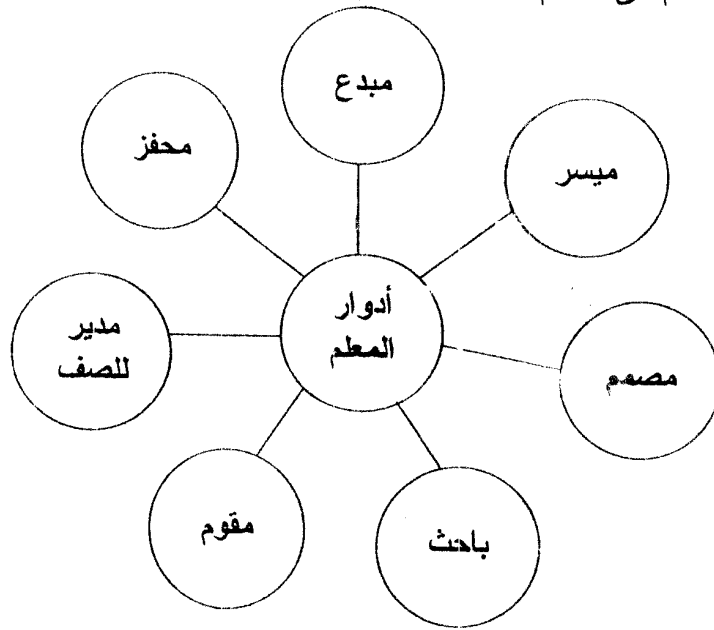 مبدع
محفز
ميسر
أدوار
المعلم
مدير
للصف
مصمم
مقوم
باحث